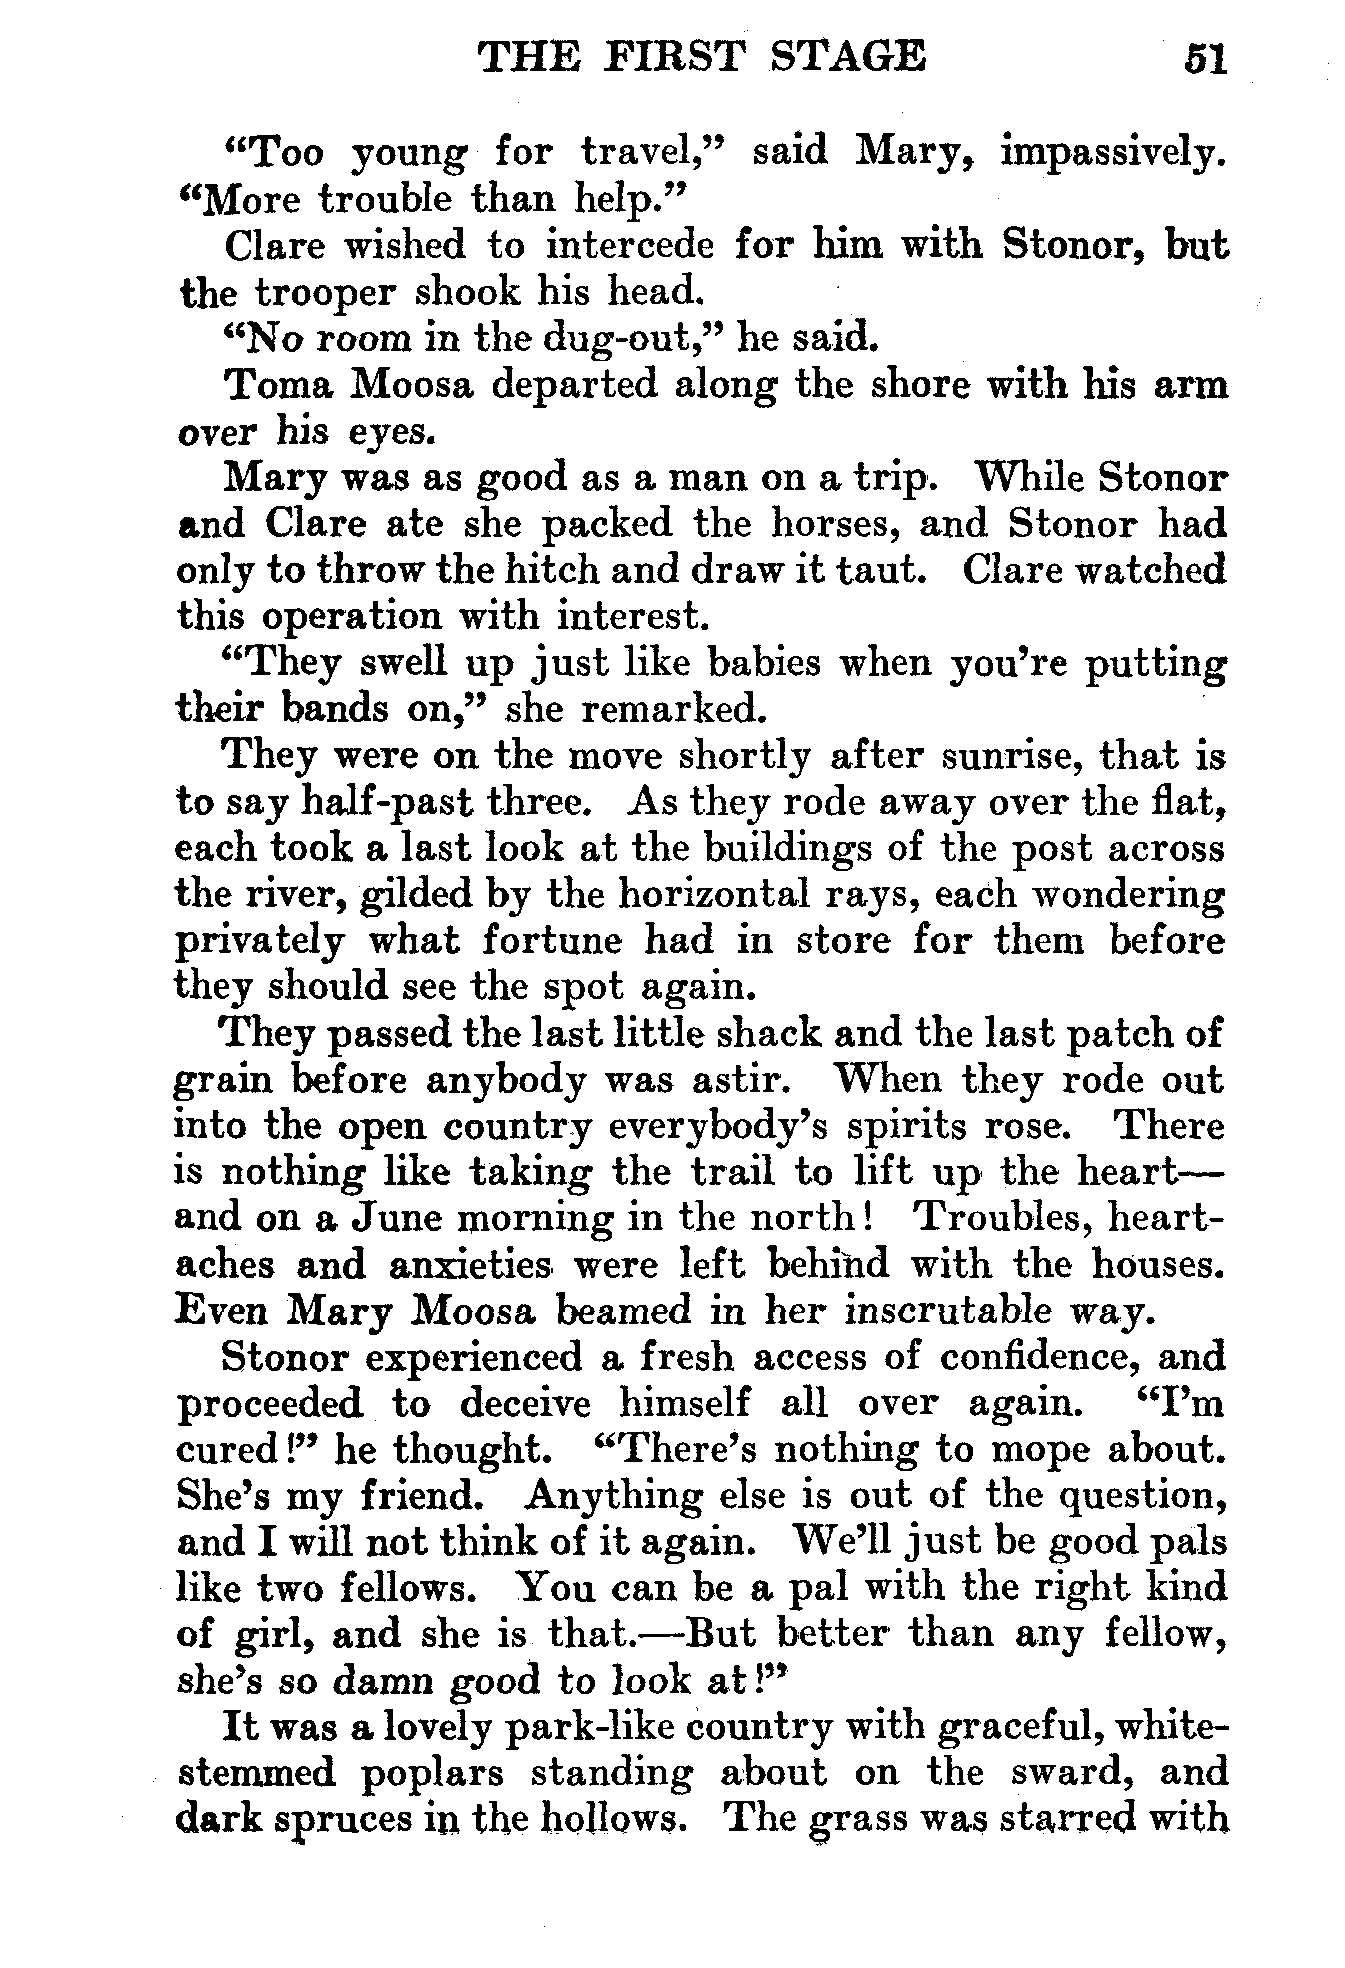 THE FIRST STAGE 51
“Too young for travel,” said Mary, impassively.
“More trouble than help.”
Clare wished to intercede for him with Stonor, but
the trooper shook his head.
“No room in the dug-out,” he said.
Toma Moosa departed along the shore with his arm
over his eyes.
Mary was as good as a man on a trip. While Stonor
and Clare ate she packed the horses, and Stonor had
only to throw the hitch and draw it taut. Clare watched
this operation with interest.
“They swell up just like babies when you’re putting
their bands on,” she remarked.
They were on the move shortly after sunrise, that is
to say half-past three. As they rode away over the flat,
each took a last look at the buildings of the post across
the river, gilded by the horizontal rays, each wondering
privately what fortune had in store for them before
they should see the spot again.
They passed the last little shack and the last patch of
grain before anybody was astir. When they rode out
into the open country everybody’s spirits rose. There
is nothing like taking the trail to lift up the heart—
and on a June morning in the north! Troubles, heart-
aches and anxieties were left behind with the houses.
Even Mary Moosa beamed in her inscrutable way.
Stonor experienced a fresh access of confidence, and
proceeded to deceive himself all over again. “I’m
cured!” he thought. “There’s nothing to mope about.
She’s my friend. Anything else is out of the question,
and I will not think of it again. We’ll just be good pals
like two fellows. You can be a pal with the right kind
of girl, and she is that.—But better than any fellow,
she’s so damn good to look at!”
It was a lovely park-like country with graceful, white-
stemmed poplars standing about on the sward, and
dark spruces in the hollows. The grass was starred with